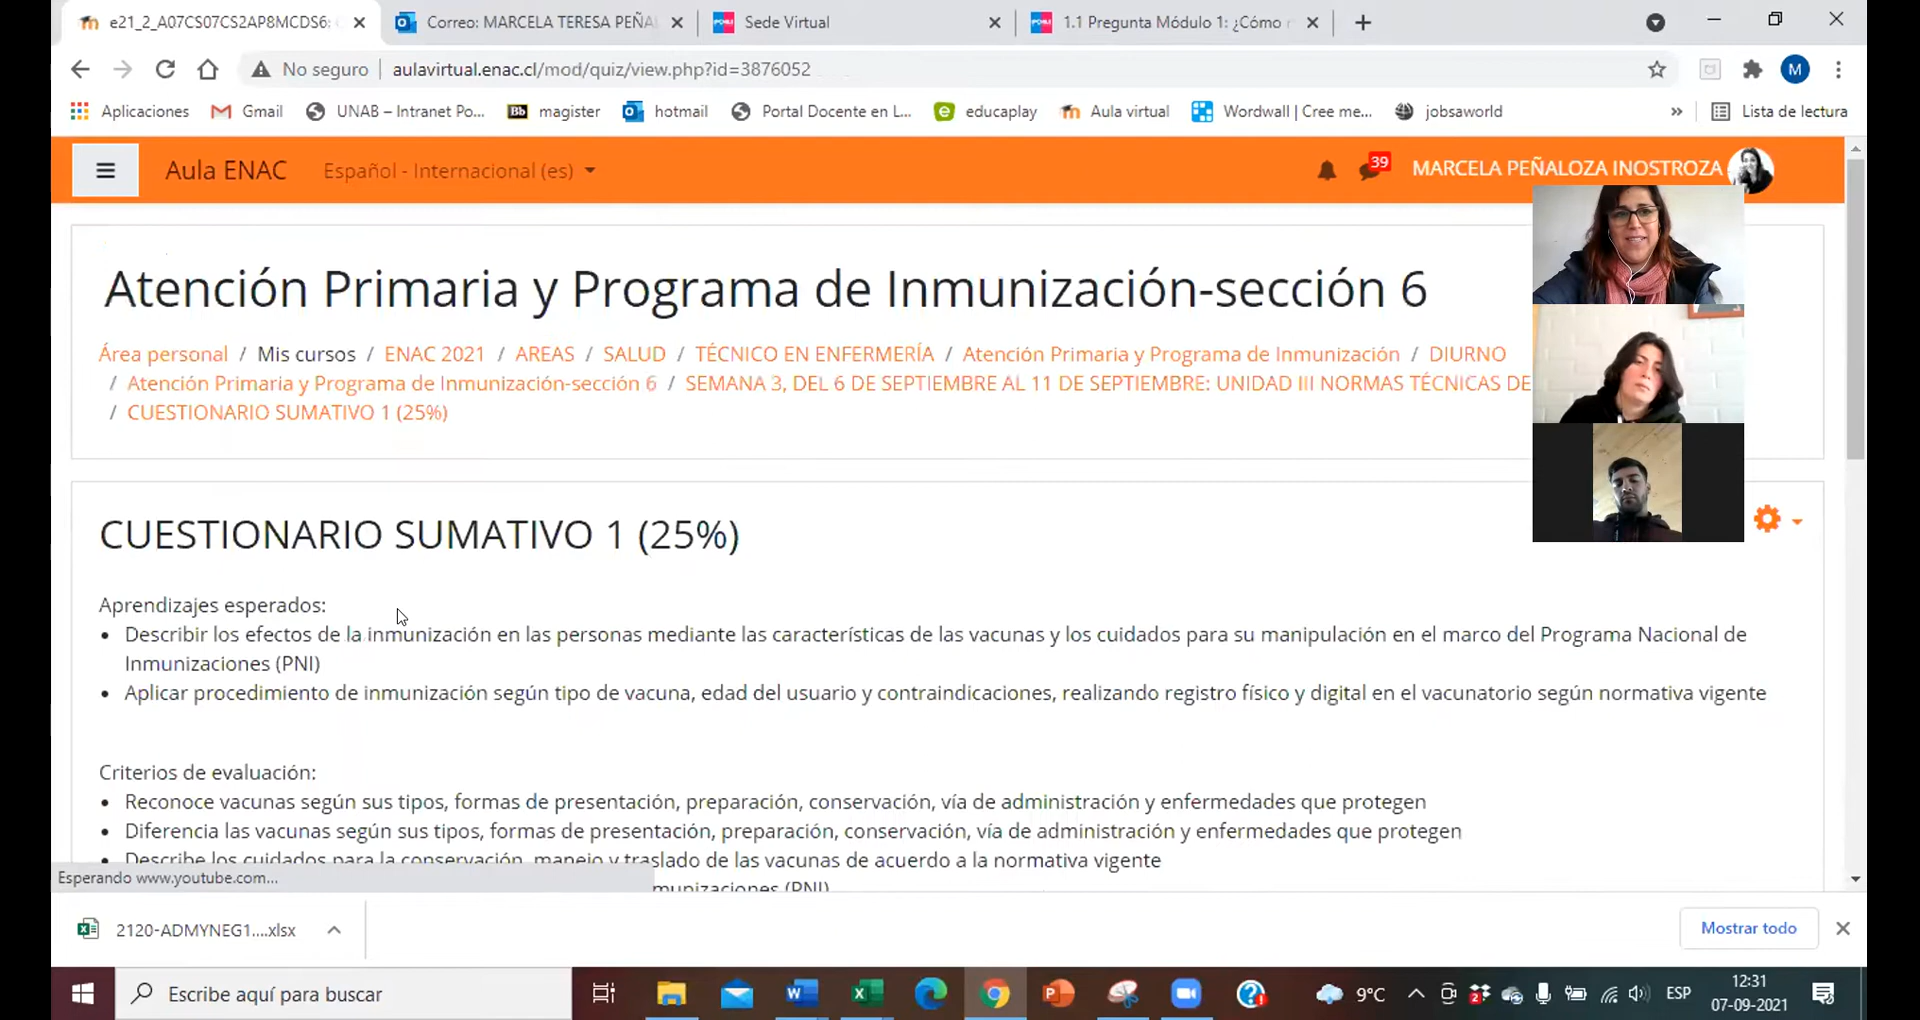 e21_2_A07CS07CS2AP8MCDS6:
Correo: MARCELA TERESA PEÑA
Sede Virtual
1.1 Pregunta Módulo 1: ¿Cómo
No seguro
aulavirtual.enac.cl/mod/quiz/view.php?id=3876052
M
Aplicaciones
Gmail
UNAB – Intranet Po...
Bb magister
hotmail
Portal Docente en L...
educaplay
Aula virtual
Wordwall | Cree me...
jobsaworld
»
Lista de lectura
Aula ENAC
Español - Internacional (es)
39
MARCELA PEÑALOZA INOSTROZA
Atención Primaria y Programa de Inmunización-sección 6
Área personal / Mis cursos / ENAC 2021 / AREAS / SALUD / TÉCNICO EN ENFERMERÍA / Atención Primaria y Programa de Inmunización / DIURNO
/ Atención Primaria y Programa de Inmunización-sección 6 / SEMANA 3, DEL 6 DE SEPTIEMBRE AL 11 DE SEPTIEMBRE: UNIDAD III NORMAS TÉCNICAS DE
/ CUESTIONARIO SUMATIVO 1 (25%)
CUESTIONARIO SUMATIVO 1 (25%)
Aprendizajes esperados:
• Describir los efectos de la inmunización en las personas mediante las características de las vacunas y los cuidados para su manipulación en el marco del Programa Nacional de
Inmunizaciones (PNI)
• Aplicar procedimiento de inmunización según tipo de vacuna, edad del usuario y contraindicaciones, realizando registro físico y digital en el vacunatorio según normativa vigente
Criterios de evaluación:
• Reconoce vacunas según sus tipos, formas de presentación, preparación, conservación, vía de administración y enfermedades que protegen
• Diferencia las vacunas según sus tipos, formas de presentación, preparación, conservación, vía de administración y enfermedades que protegen
• Describe los cuidados para la conservación, manejo y traslado de las vacunas de acuerdo a la normativa vigente
munizaciones (PNI)
Esperando www.youtube.com...
2120-ADMYNEG1....xlsx
Mostrar todo
Escribe aquí para buscar
9°C
2
ESP
12:31
07-09-2021